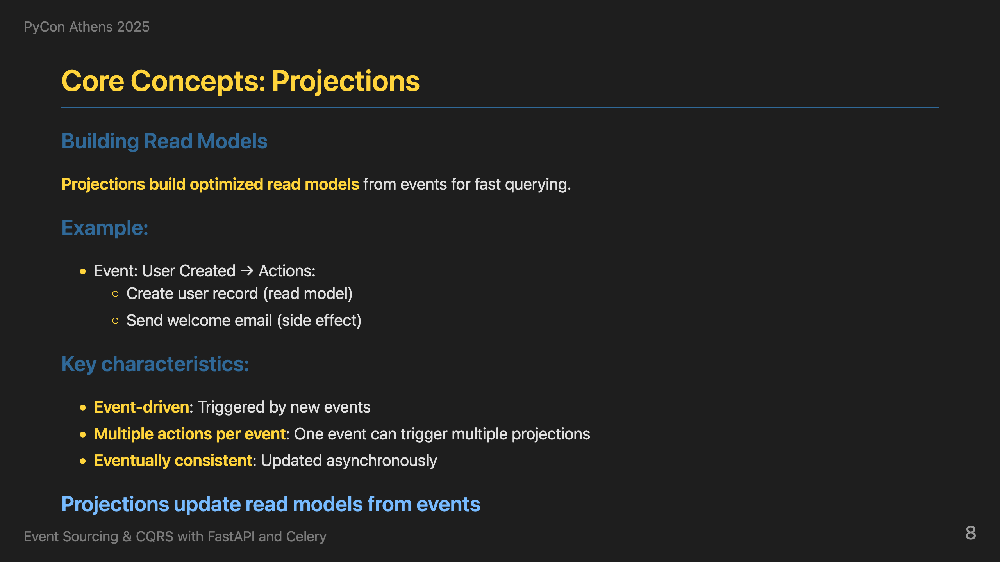 PyCon Athens 2025
Core Concepts: Projections
Building Read Models
Projections build optimized read models from events for fast querying.
Example:
• Event: User Created → Actions:
○ Create user record (read model)
○ Send welcome email (side effect)
Key characteristics:
• Event-driven: Triggered by new events
• Multiple actions per event: One event can trigger multiple projections
• Eventually consistent: Updated asynchronously
Projections update read models from events
Event Sourcing & CQRS with FastAPI and Celery
8